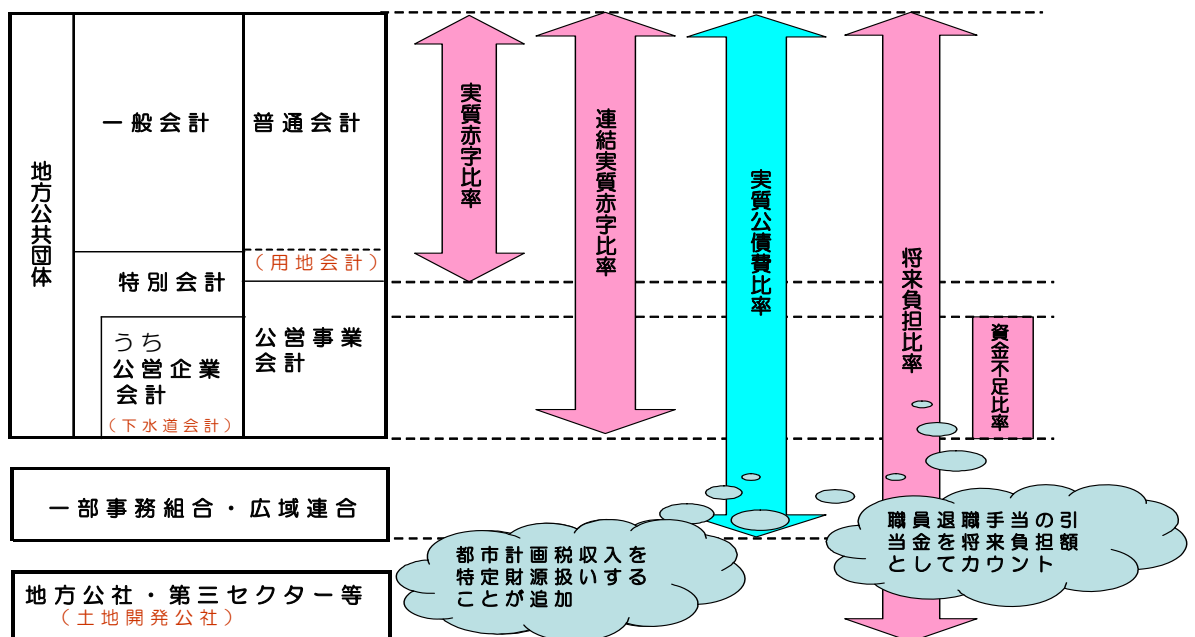 地方公共団体
一般会計
普通会計
（用地会計）
特別会計
うち
公営企業
会計
（下水道会計）
公営事業
会計
実質赤字比率
連結実質赤字比率
実質公債費比率
将来負担比率
資金不足比率
一部事務組合・広域連合
地方公社・第三セクター等
（土地開発公社）
都市計画税収入を
特定財源扱いする
ことが追加
職員退職手当の引
当金を将来負担額
としてカウント